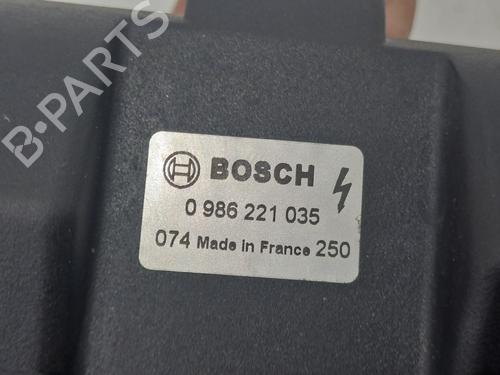 B-PARTS
BOSCH
0 986 221 035
074 Made in France 250